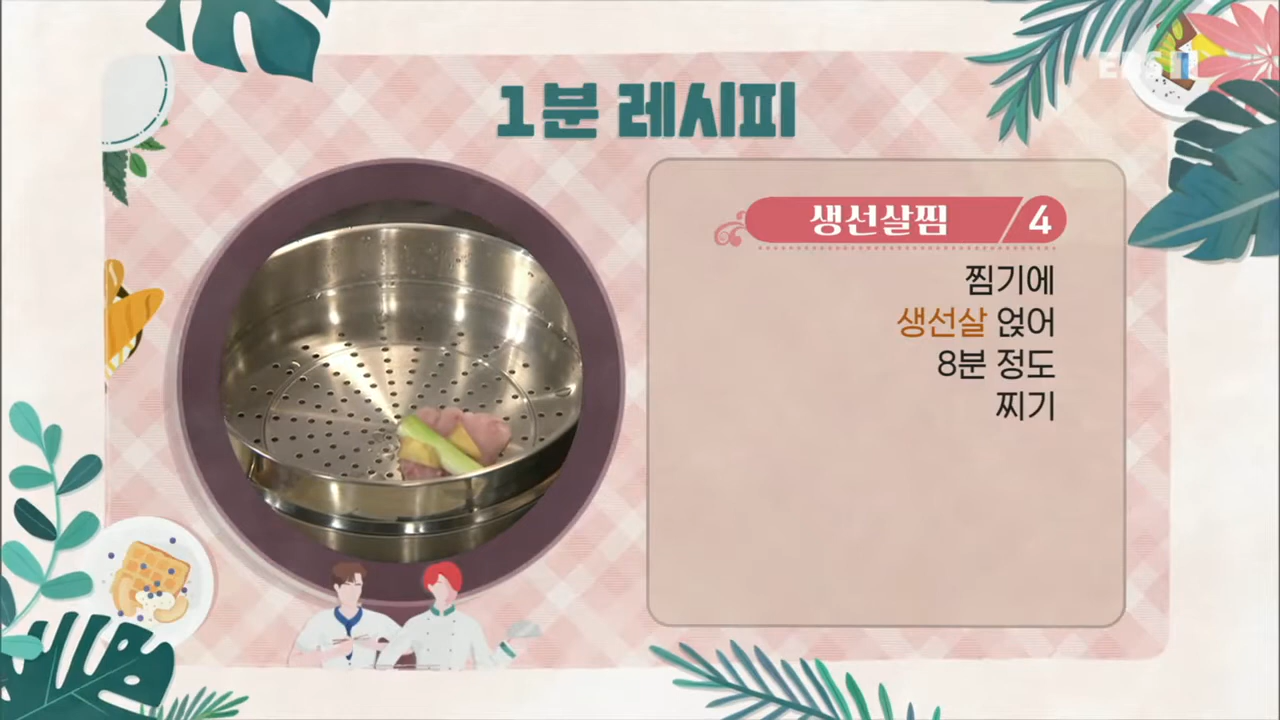 1분 레시피
생선살찜 4
찜기에
생선살 얹어
8분 정도
찌기